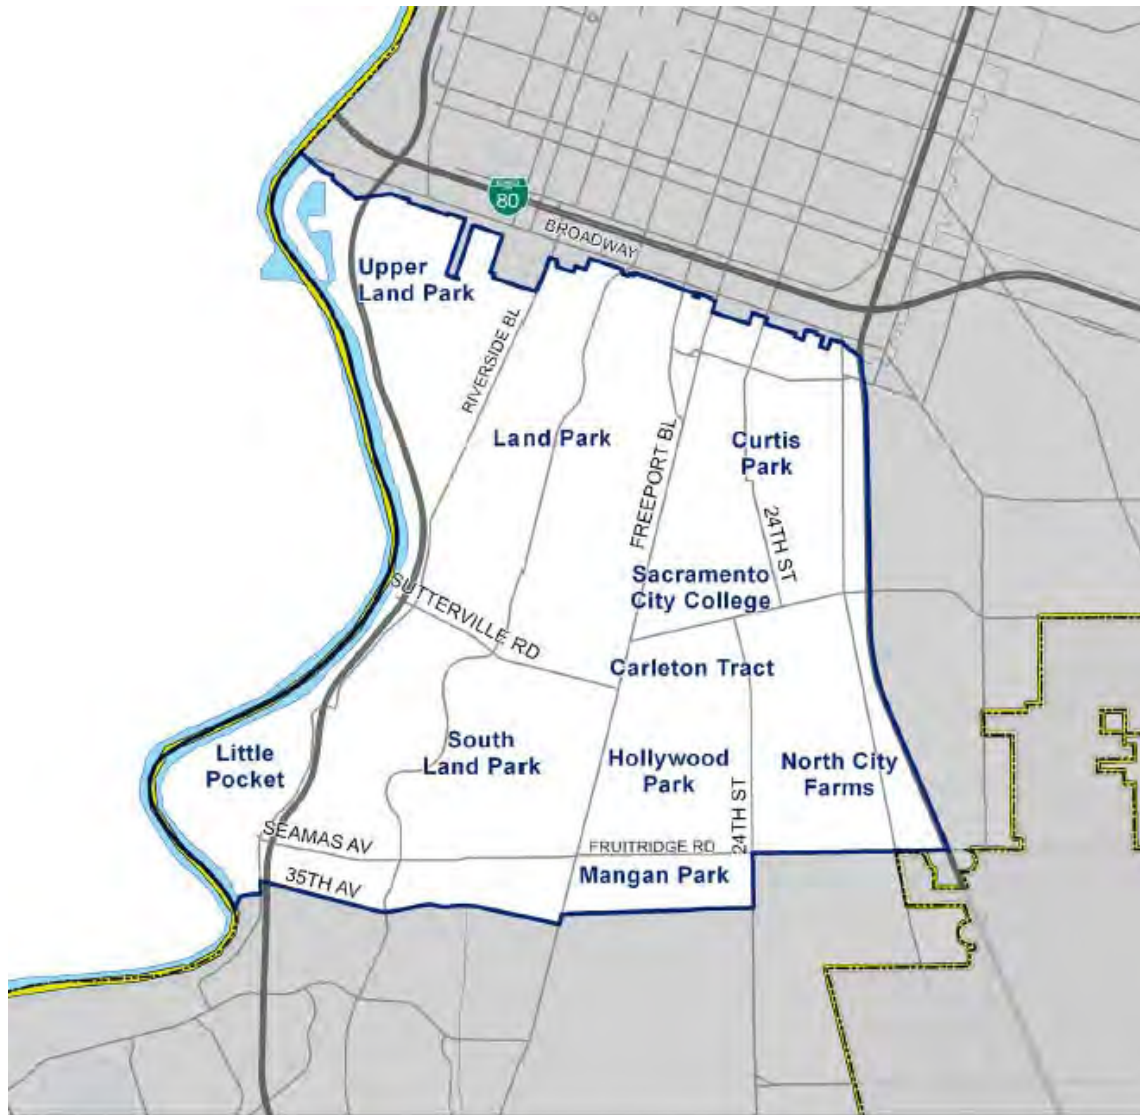 80
BROADWAY
Upper
Land Park
RIVERSIDE BL
Land Park
FREEPORT BL
Curtis
Park
24TH ST
Sacramento
City College
SUTTERVILLE RD
Carleton Tract
Little
Pocket
South
Land Park
Hollywood
Park
North City
Farms
24TH ST
SEAMAS AV
FRUITRIDGE RD
35TH AV
Mangan Park